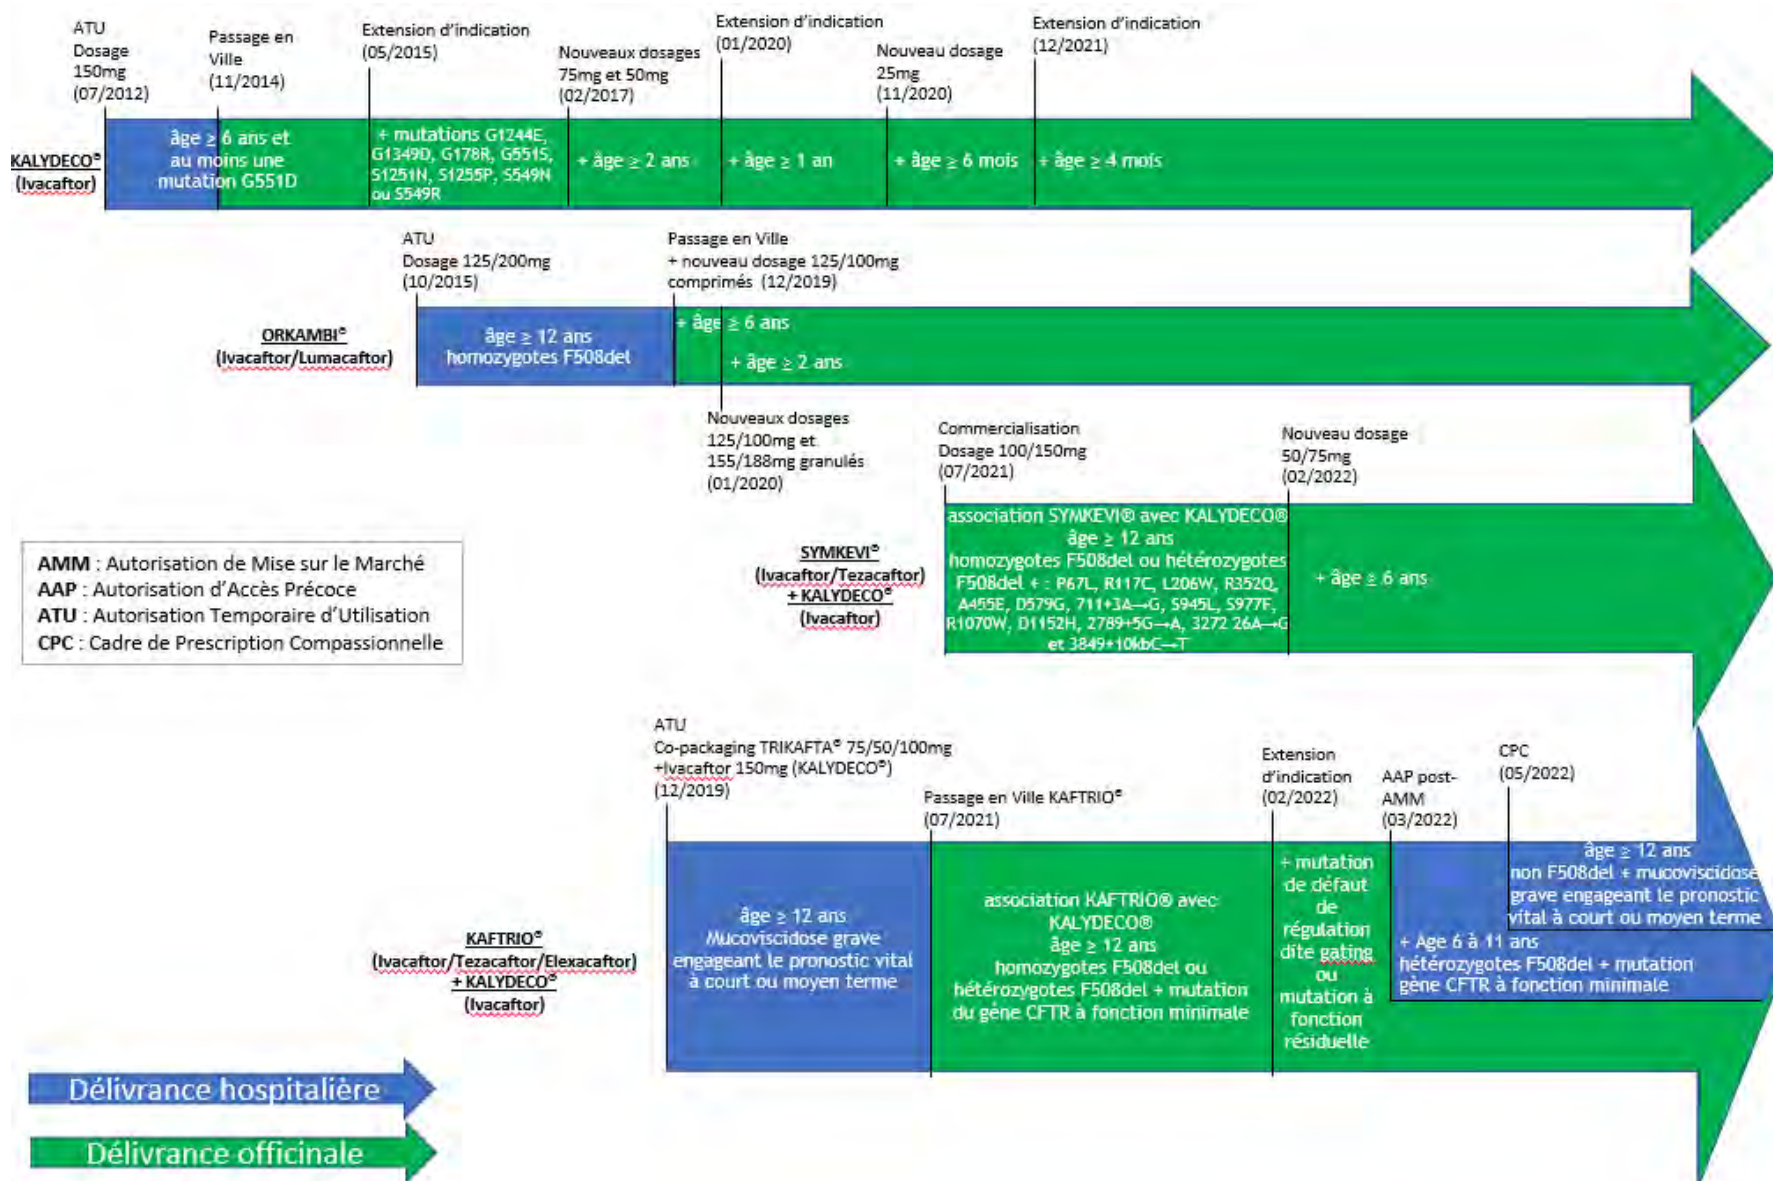 ATU
Dosage
150mg
(07/2012)
Passage en
Ville
(11/2014)
Extension d'indication
(05/2015)
Nouveaux dosages
75mg et 50mg
(02/2017)
Extension d'indication
(01/2020)
Nouveau dosage
25mg
(11/2020)
Extension d'indication
(12/2021)
KALYDECO®
(Ivacaftor)
âge ≥ 6 ans et
au moins une
mutation G551D
+ mutations G1244E,
G1349D, G178R, G551S,
S1251N, S1255P, S549N
ou S549R
+ âge ≥ 2 ans
+ âge ≥ 1 an
+ âge ≥ 6 mois
+ âge ≥ 4 mois
ATU
Dosage 125/200mg
(10/2015)
Passage en Ville
+ nouveau dosage 125/100mg
comprimés (12/2019)
ORKAMBI®
(Ivacaftor/Lumacaftor)
âge ≥ 12 ans
homozygotes F508del
+ âge ≥ 6 ans
+ âge ≥ 2 ans
Nouveaux dosages
125/100mg et
155/188mg granulés
(01/2020)
Commercialisation
Dosage 100/150mg
(07/2021)
Nouveau dosage
50/75mg
(02/2022)
SYMKEVI®
(Ivacaftor/Tezacaftor)
+ KALYDECO®
(Ivacaftor)
association SYMKEVI® avec KALYDECO®
âge ≥ 12 ans
homozygotes F508del ou hétérozygotes
F508del + : P67L, R117C, L206W, R352Q,
A455E, D579G, 711+3A→G, S945L, S977F,
R1070W, D1152H, 2789+5G→A, 3272 26A→G
et 3849+10kbC→T
+ âge ≥ 6 ans
AMM : Autorisation de Mise sur le Marché
AAP : Autorisation d'Accès Précoce
ATU : Autorisation Temporaire d'Utilisation
CPC : Cadre de Prescription Compassionnelle
ATU
Co-packaging TRIKAFTA® 75/50/100mg
+Ivacaftor 150mg (KALYDECO®)
(12/2019)
Passage en Ville KAFTRIO®
(07/2021)
Extension
d'indication
(02/2022)
AAP post-
AMM
(03/2022)
CPC
(05/2022)
KAFTRIO®
(Ivacaftor/Tezacaftor/Elexacaftor)
+ KALYDECO®
(Ivacaftor)
âge ≥ 12 ans
Mucoviscidose grave
engageant le pronostic vital
à court ou moyen terme
association KAFTRIO® avec
KALYDECO®
âge ≥ 12 ans
homozygotes F508del ou
hétérozygotes F508del + mutation
du gène CFTR à fonction minimale
+ mutation
de défaut
de
régulation
dite gating
ou
mutation à
fonction
résiduelle
+ Age 6 à 11 ans
hétérozygotes F508del + mutation
gène CFTR à fonction minimale
âge ≥ 12 ans
non F508del + mucoviscidose
grave engageant le pronostic
vital à court ou moyen terme
Délivrance hospitalière
Délivrance officinale